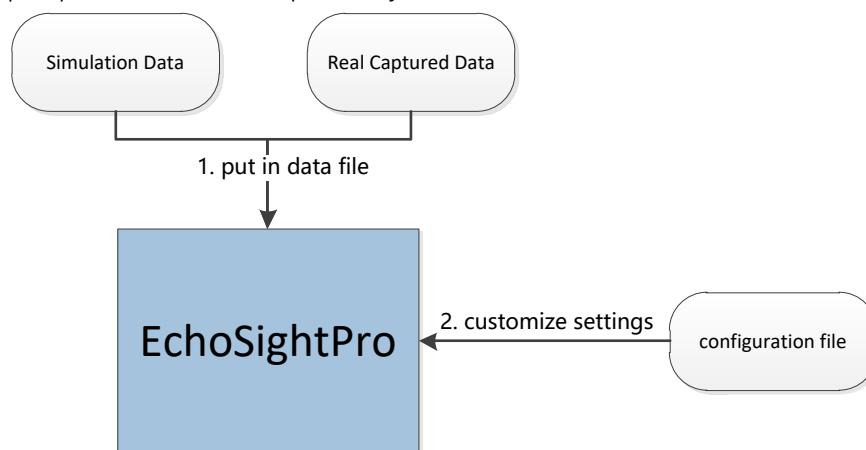 Simulation Data
Real Captured Data
1. put in data file
EchoSightPro
2. customize settings
configuration file